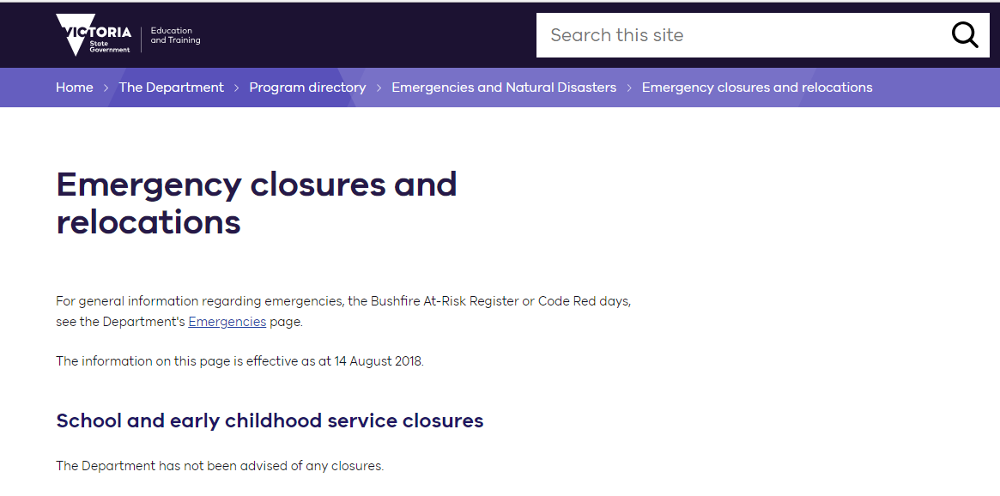 VICTORIA
State
Government
Education
and Training
Search this site
Home > The Department > Program directory > Emergencies and Natural Disasters > Emergency closures and relocations
Emergency closures and
relocations
For general information regarding emergencies, the Bushfire At-Risk Register or Code Red days,
see the Department's Emergencies page.
The information on this page is effective as at 14 August 2018.
School and early childhood service closures
The Department has not been advised of any closures.